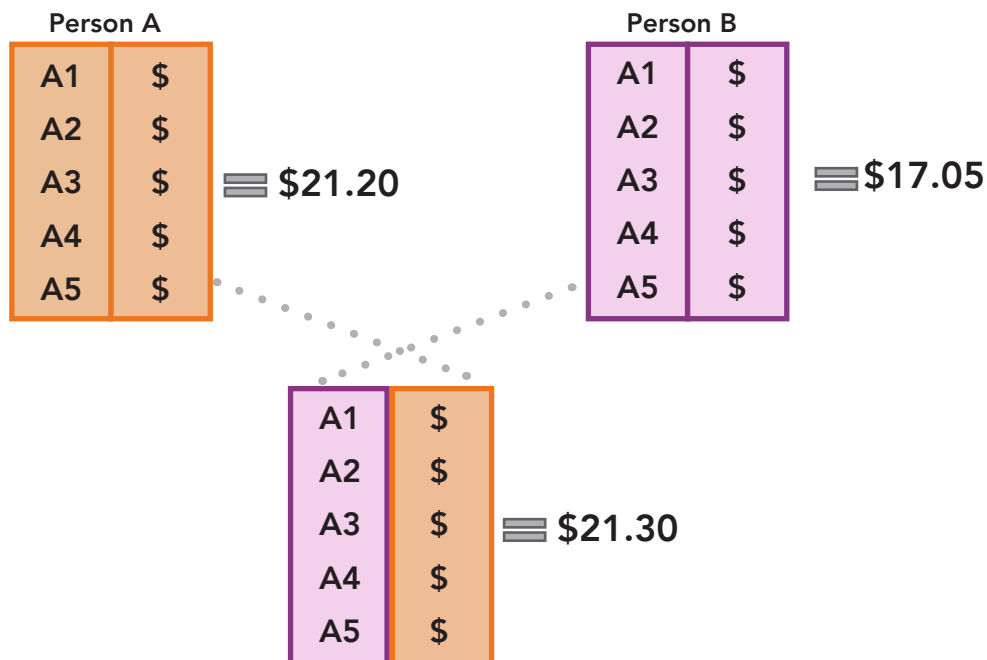 Person A
A1 $
A2 $
A3 $
A4 $
A5 $
$21.20
Person B
A1 $
A2 $
A3 $
A4 $
A5 $
$17.05
A1 $
A2 $
A3 $
A4 $
A5 $
$21.30